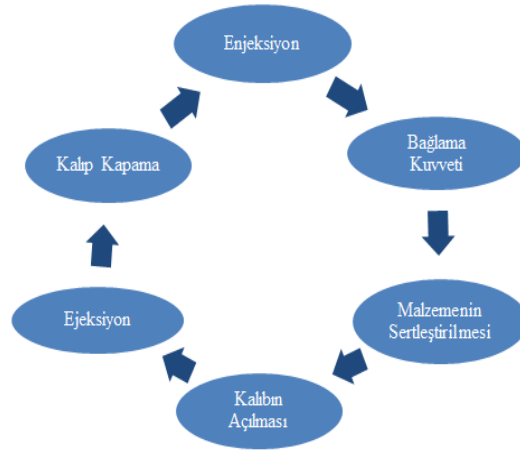 Enjeksiyon
Bağlama
Kuvveti
Malzemenin
Sertleştirilmesi
Kalıbın
Açılması
Ejeksiyon
Kalıp Kapama